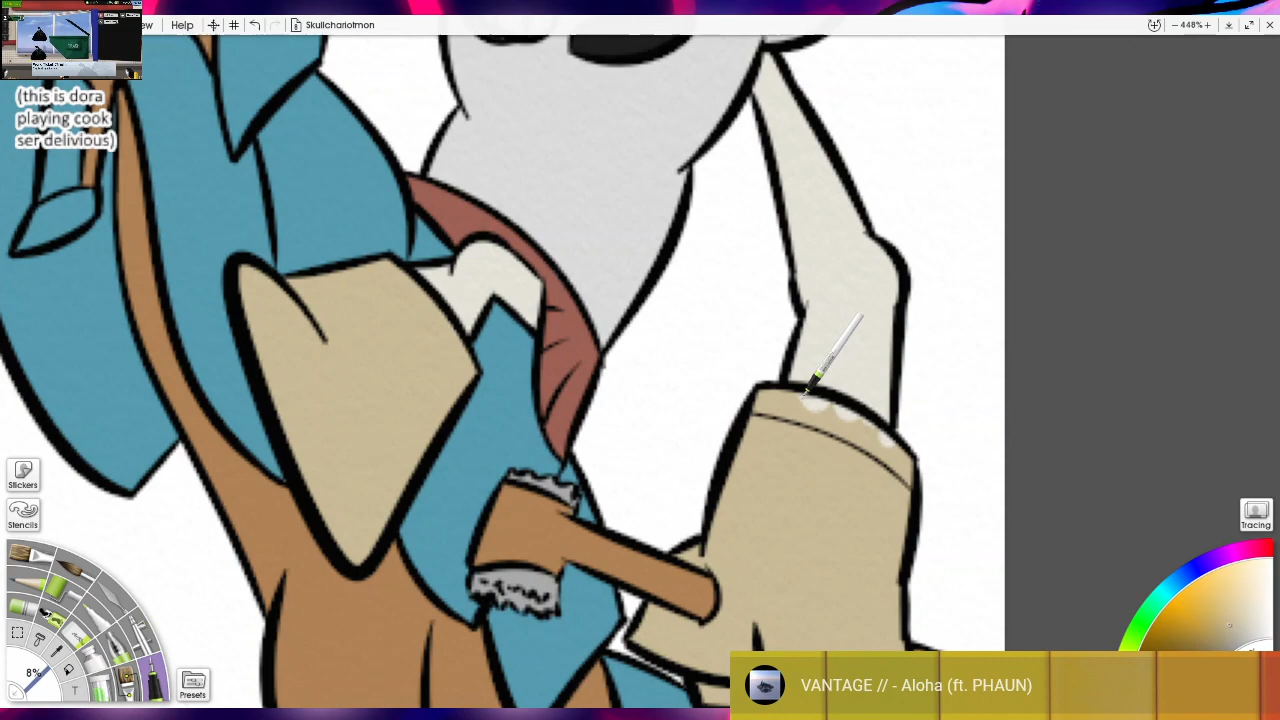 ew Help Skullchariotmon
448%
(this is dora
playing cook
ser delivious)
Stickers
Stencils
Tracing
8%
T
Presets
VANTAGE // - Aloha (ft. PHAUN)